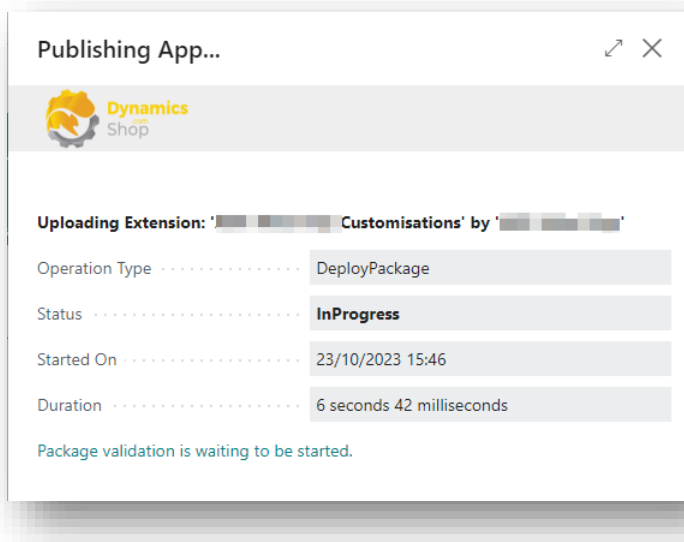 Publishing App...
Dynamics
.com
Shop
Uploading Extension: ' Customisations' by ' '
Operation Type DeployPackage
Status InProgress
Started On 23/10/2023 15:46
Duration 6 seconds 42 milliseconds
Package validation is waiting to be started.